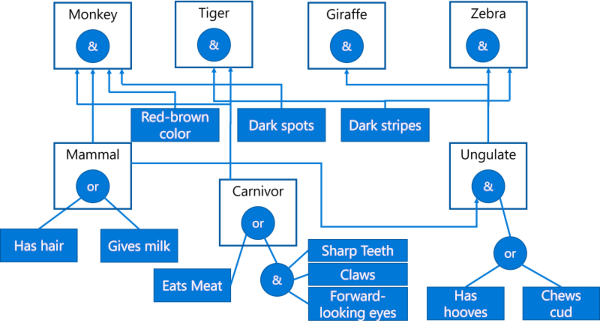 Monkey
Tiger
Giraffe
Zebra
&
&
&
&
Red-brown
color
Dark spots
Dark stripes
Mammal
or
Ungulate
&
Carnivor
or
Has hair
Gives milk
Sharp Teeth
Claws
Forward-
looking eyes
Eats Meat
&
or
Has
hooves
Chews
cud